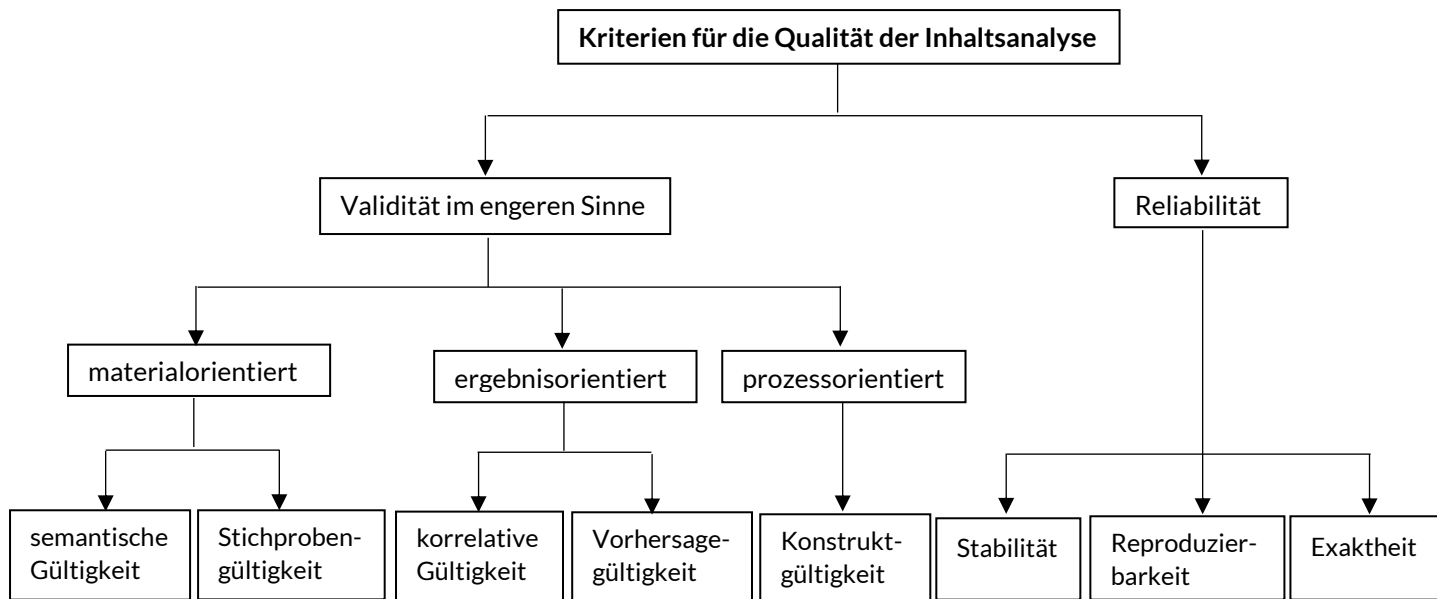 Kriterien für die Qualität der Inhaltsanalyse
Validität im engeren Sinne
Reliabilität
materialorientiert
ergebnisorientiert
prozessorientiert
semantische
Gültigkeit
Stichproben-
gültigkeit
korrelative
Gültigkeit
Vorhersage-
gültigkeit
Konstrukt-
gültigkeit
Stabilität
Reproduzier-
barkeit
Exaktheit